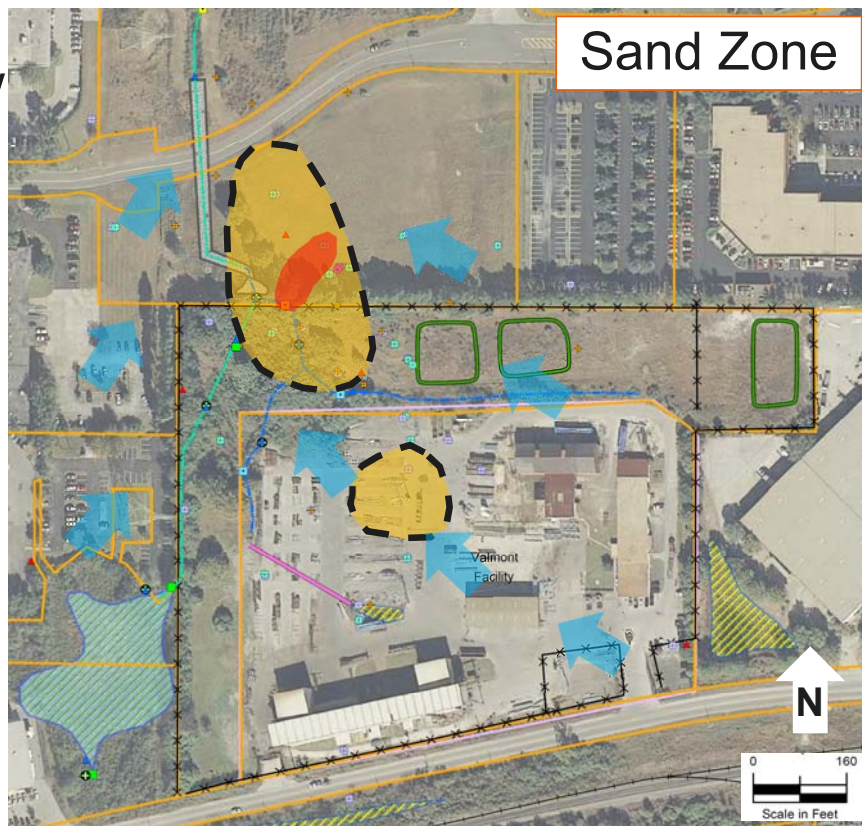 Sand Zone
Valmont
Facility
N
0 160
Scale in Feet